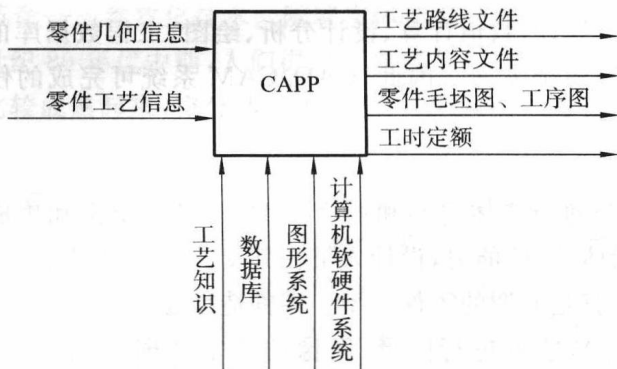 零件几何信息
零件工艺信息
CAPP
工艺路线文件
工艺内容文件
零件毛坯图、工序图
工时定额
工艺知识
数据库
图形系统
计算机软硬件系统